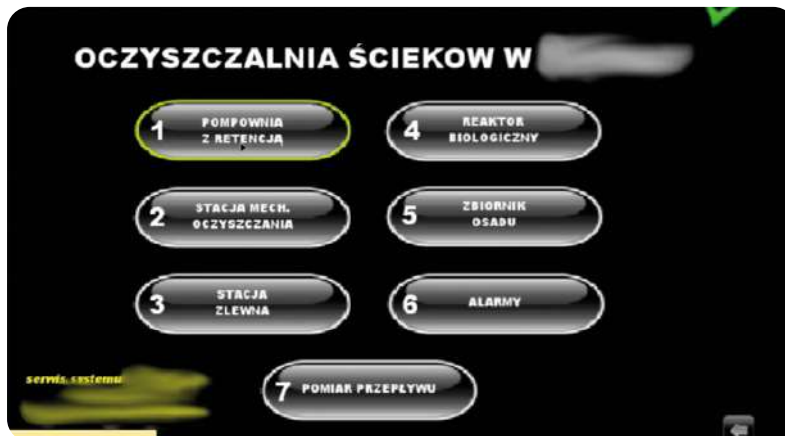 OCZYSZCZALNIA ŚCIEKOW W
1 POMPOWNIA
Z RETENCJĄ
2 STACJA MECH.
OCZYSZCZANIA
3 STACJA
ZLEWNA
4 REAKTOR
BIOLOGICZNY
5 ZBIORNIK
OSADU
6 ALARMY
7 POMIAR PRZEPŁYWU
serwis systemu